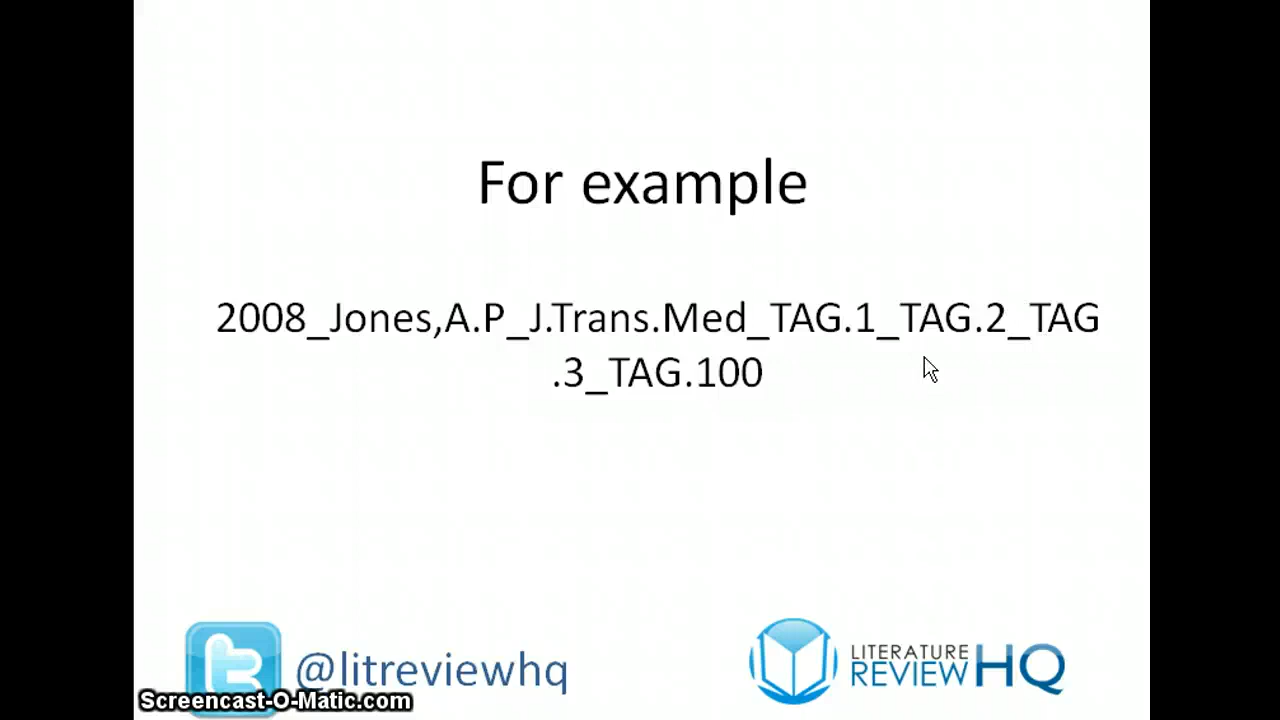 For example
2008_Jones,A.P_J.Trans.Med_TAG.1_TAG.2_TAG
.3_TAG.100
@litreviewhq
LITERATURE
REVIEW HQ
Screencast-O-Matic.com